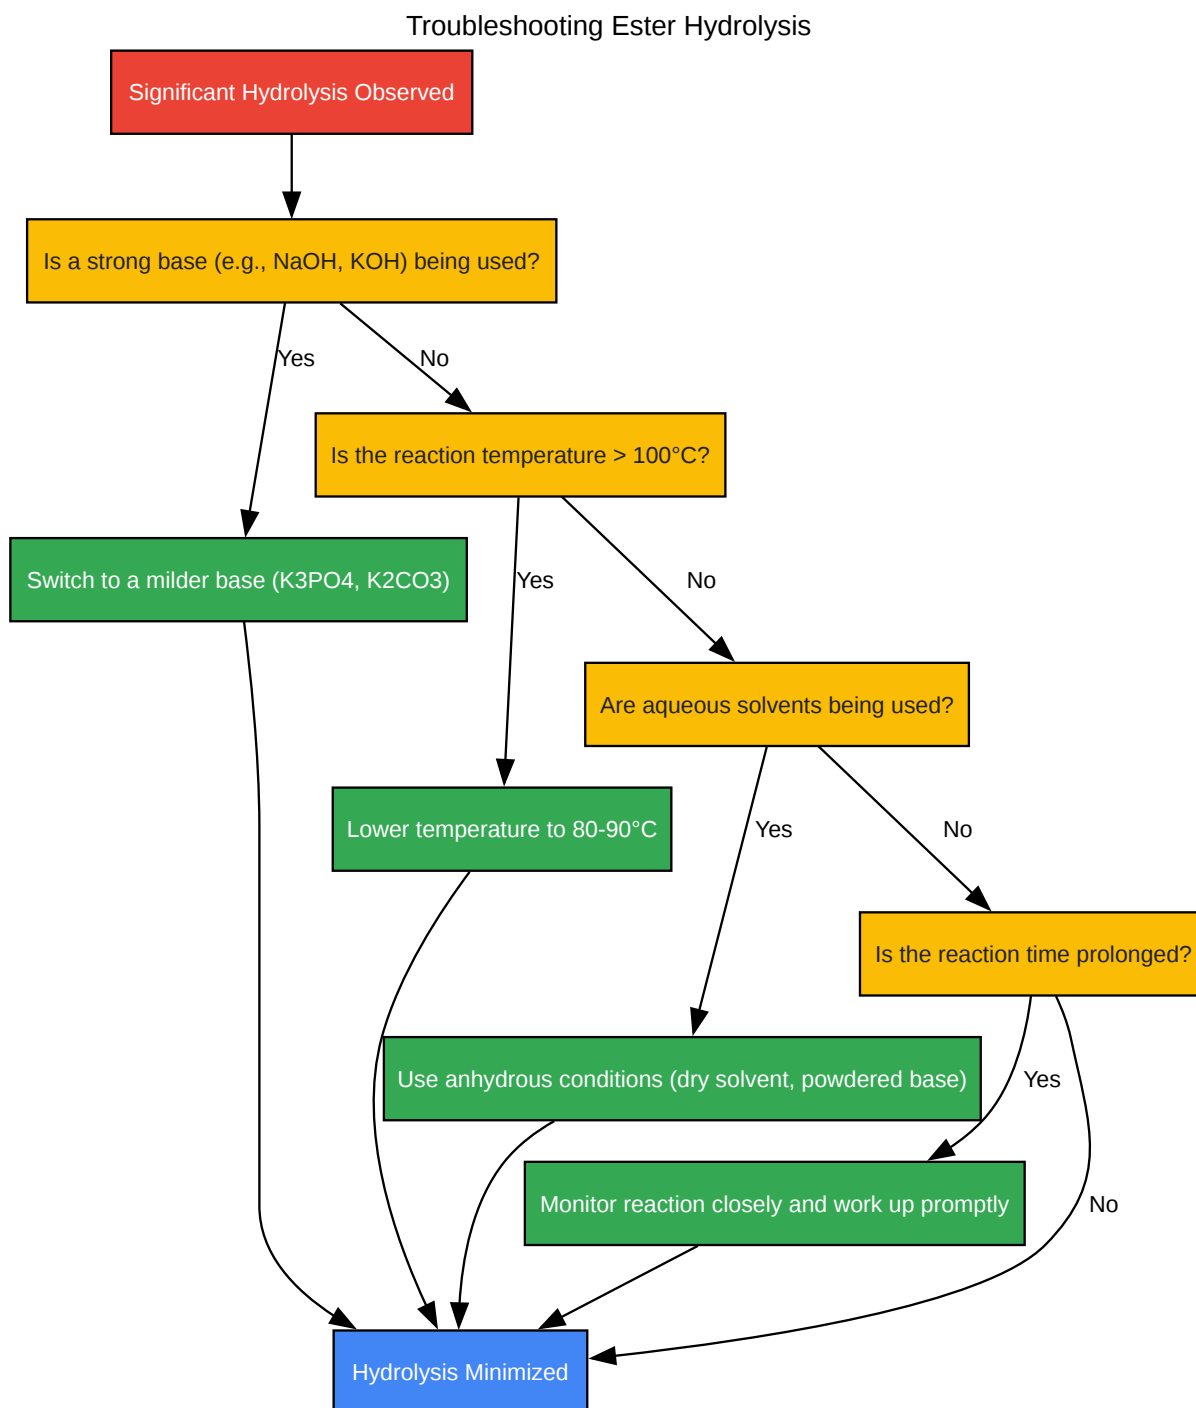 Troubleshooting Ester Hydrolysis
Significant Hydrolysis Observed
Is a strong base (e.g., NaOH, KOH) being used?
Yes
No
Is the reaction temperature > 100°C?
Switch to a milder base (K3PO4, K2CO3)
Yes
No
Are aqueous solvents being used?
Lower temperature to 80-90°C
Yes
No
Is the reaction time prolonged?
Use anhydrous conditions (dry solvent, powdered base)
Yes
Monitor reaction closely and work up promptly
No
Hydrolysis Minimized